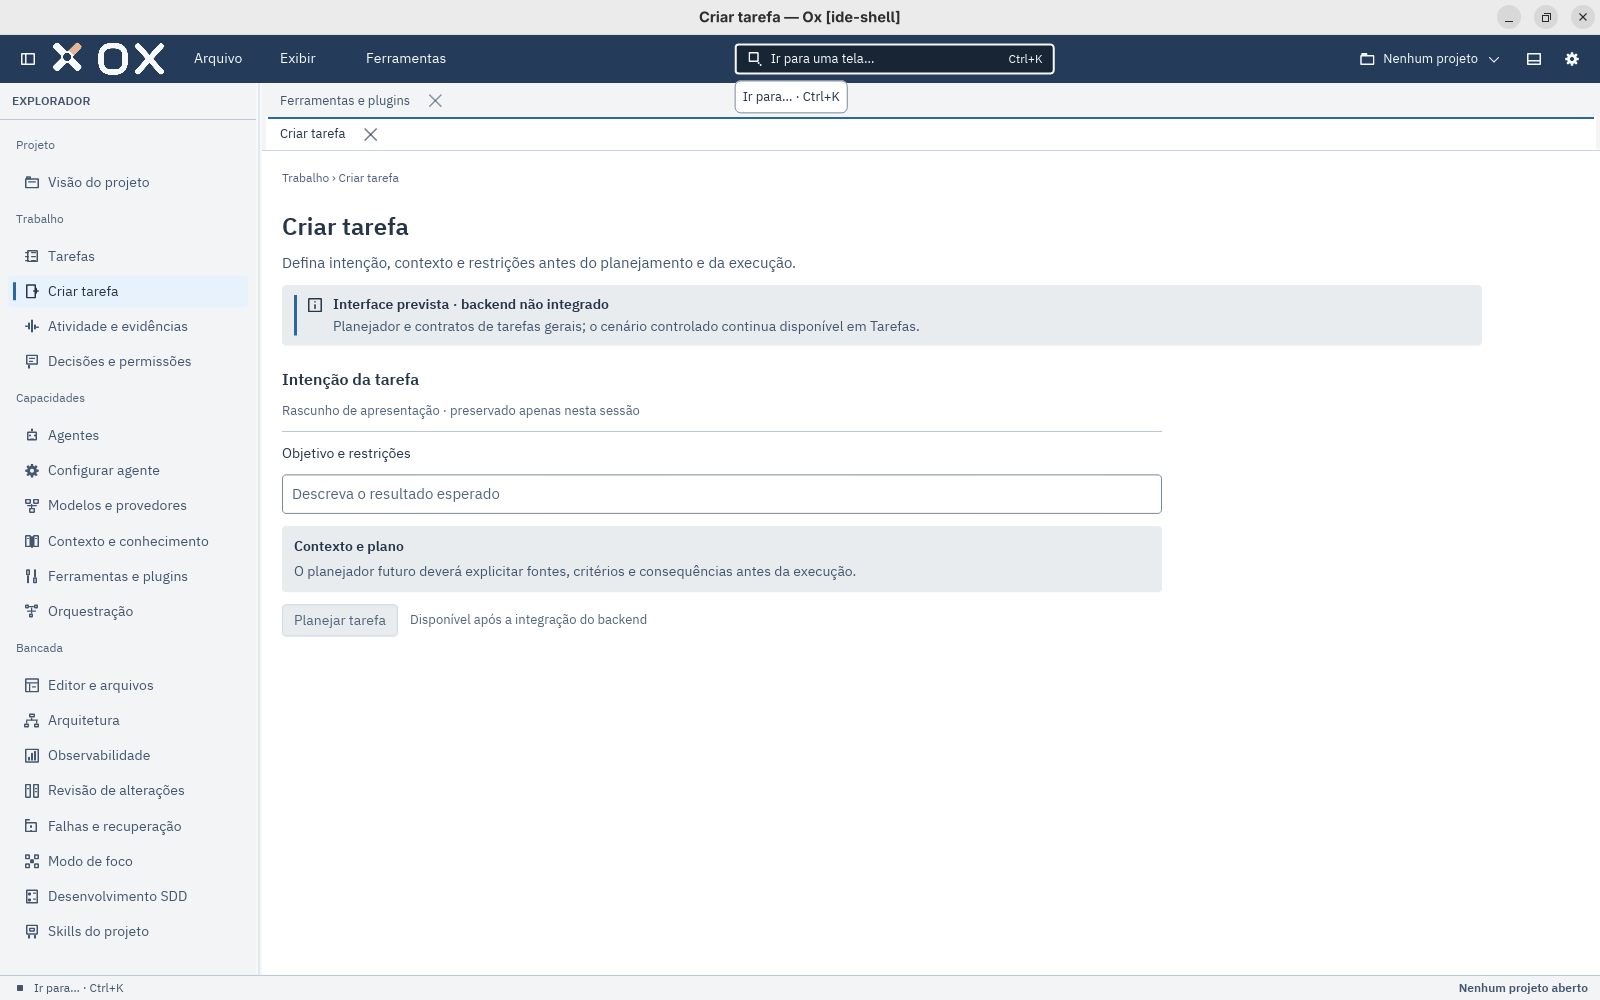 Criar tarefa — Ox [ide-shell]
OX
Arquivo
Exibir
Ferramentas
Ir para uma tela...
Ctrl+K
Nenhum projeto
Ir para... · Ctrl+K
EXPLORADOR
Projeto
Visão do projeto
Trabalho
Tarefas
Criar tarefa
Atividade e evidências
Decisões e permissões
Capacidades
Agentes
Configurar agente
Modelos e provedores
Contexto e conhecimento
Ferramentas e plugins
Orquestração
Bancada
Editor e arquivos
Arquitetura
Observabilidade
Revisão de alterações
Falhas e recuperação
Modo de foco
Desenvolvimento SDD
Skills do projeto
Ferramentas e plugins
Criar tarefa
Trabalho › Criar tarefa
Criar tarefa
Defina intenção, contexto e restrições antes do planejamento e da execução.
Interface prevista · backend não integrado
Planejador e contratos de tarefas gerais; o cenário controlado continua disponível em Tarefas.
Intenção da tarefa
Rascunho de apresentação · preservado apenas nesta sessão
Objetivo e restrições
Descreva o resultado esperado
Contexto e plano
O planejador futuro deverá explicitar fontes, critérios e consequências antes da execução.
Planejar tarefa
Disponível após a integração do backend
Ir para... · Ctrl+K
Nenhum projeto aberto